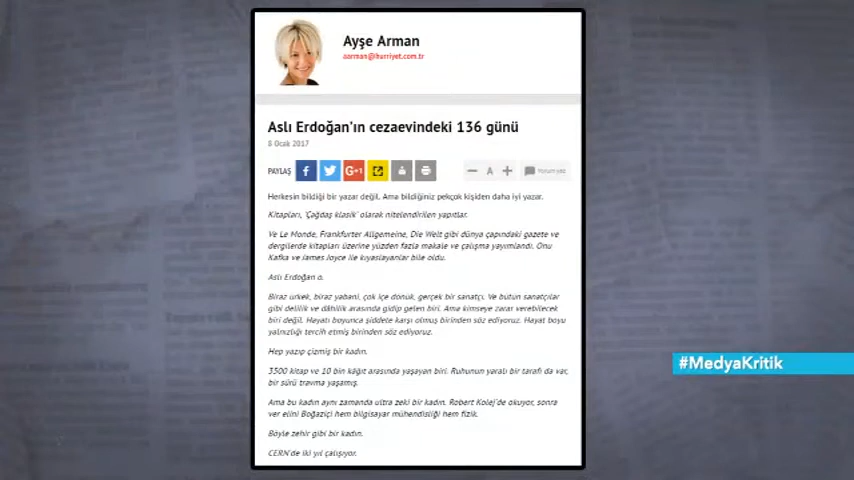 Ayşe Arman
aarman@hurriyet.com.tr
Aslı Erdoğan'ın cezaevindeki 136 günü
8 Ocak 2017
PAYLAŞ
G+1
A
Yorum yaz
Herkesin bildiği bir yazar değil. Ama bildiğiniz pekçok kişiden daha iyi yazar.
Kitapları, 'Çağdaş klasik' olarak nitelendirilen yapıtlar.
Ve Le Monde, Frankfurter Allgemeine, Die Welt gibi dünya çapındaki gazete ve
dergilerde kitapları üzerine yüzden fazla makale ve çalışma yayımlandı. Onu
Kafka ve James Joyce ile kıyaslayanlar bile oldu.
Aslı Erdoğan o.
Biraz ürkek, biraz yabani, çok içe dönük, gerçek bir sanatçı. Ve bütün sanatçılar
gibi delilik ve dâhilik arasında gidip gelen biri. Ama kimseye zarar verebilecek
biri değil. Hayatı boyunca şiddete karşı olmuş birinden söz ediyoruz. Hayat boyu
yalnızlığı tercih etmiş birinden söz ediyoruz.
Hep yazıp çizmiş bir kadın.
3500 kitap ve 10 bin kâğıt arasında yaşayan biri. Ruhunun yaralı bir tarafı da var,
bir sürü travma yaşamış.
Ama bu kadın aynı zamanda ultra zeki bir kadın. Robert Kolej'de okuyor, sonra
ver elini Boğaziçi hem bilgisayar mühendisliği hem fizik.
Böyle zehir gibi bir kadın.
CERN'de iki yıl çalışıyor.
#MedyaKritik